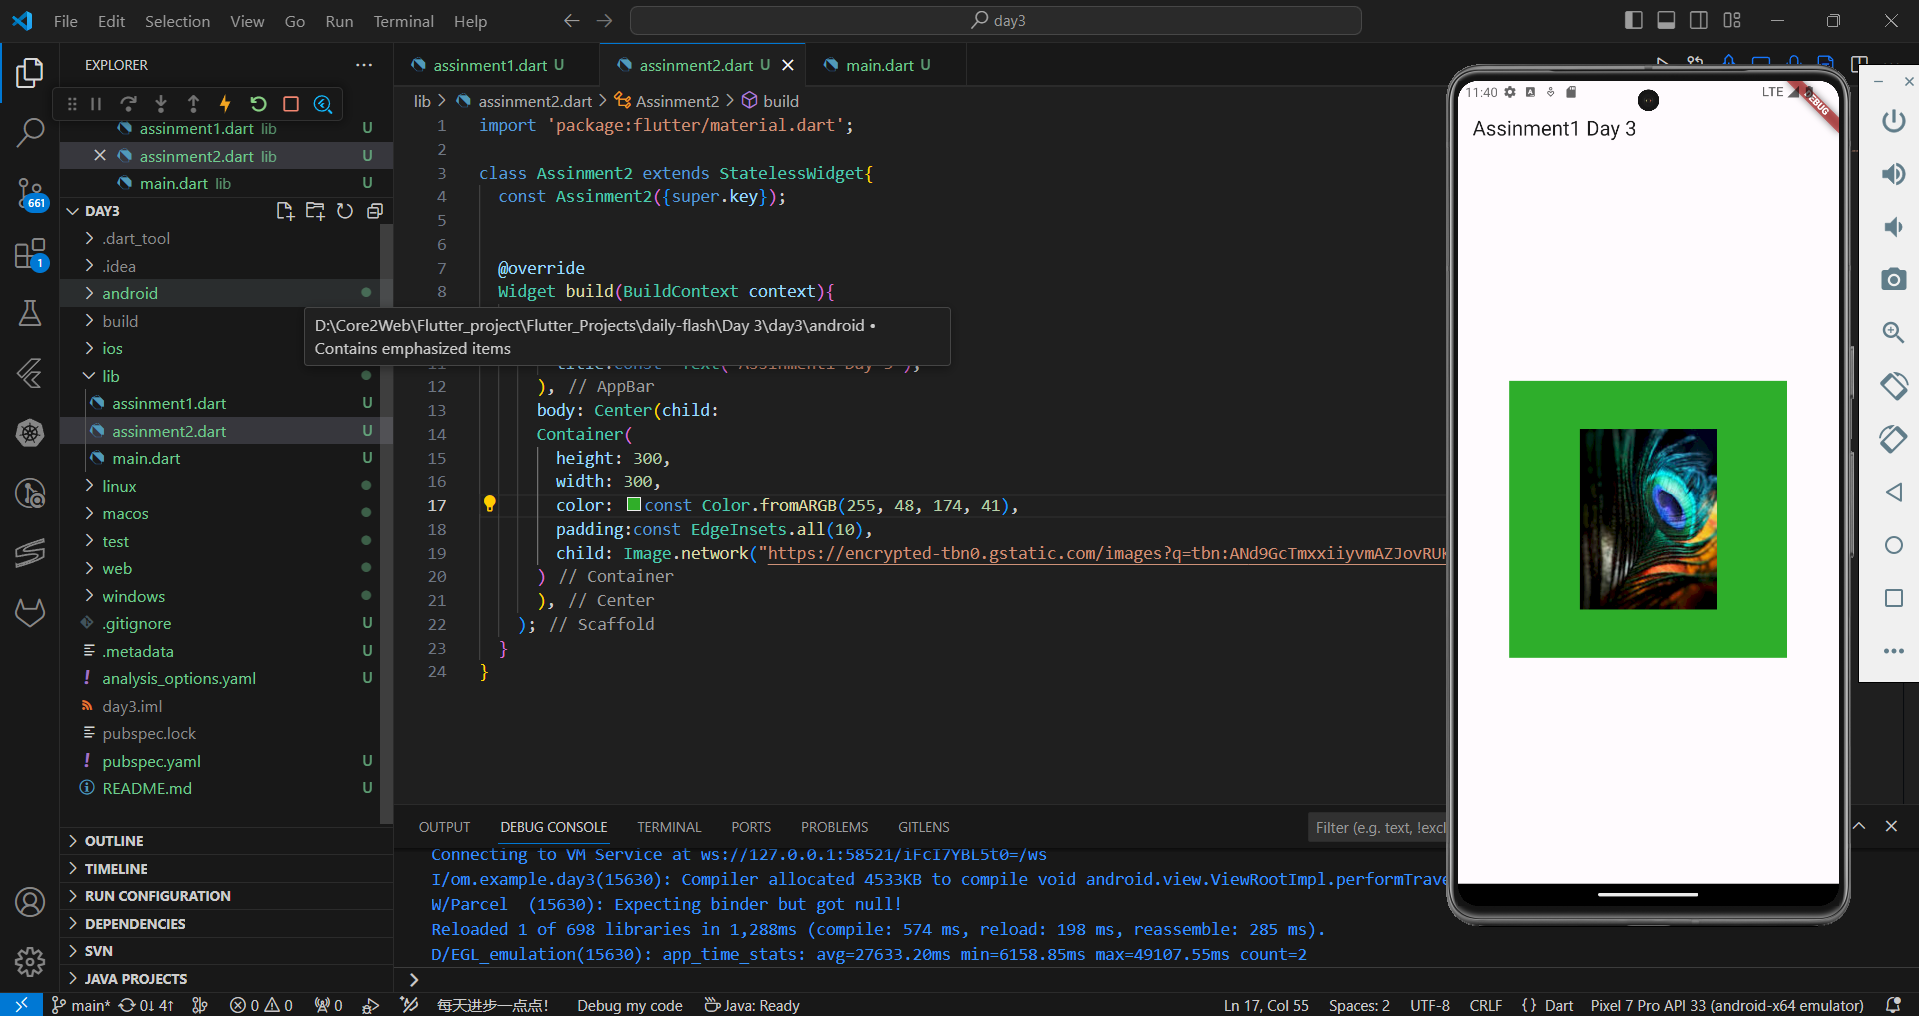 File Edit Selection View Go Run Terminal Help
day3
EXPLORER
assinment1.dart lib U
assinment2.dart lib U
main.dart lib U
DAY3
.dart_tool
.idea
android
build
ios
lib
assinment1.dart U
assinment2.dart U
main.dart U
linux
macos
test
web
windows
.gitignore U
.metadata U
analysis_options.yaml U
day3.iml
pubspec.lock
pubspec.yaml U
README.md U
OUTLINE
TIMELINE
RUN CONFIGURATION
DEPENDENCIES
SVN
JAVA PROJECTS
661
1
assinment1.dart U
assinment2.dart U
main.dart U
lib > assinment2.dart > Assinment2 > build
1 import 'package:flutter/material.dart';
2
3 class Assinment2 extends StatelessWidget{
4 const Assinment2({super.key});
5
6
7 @override
8 Widget build(BuildContext context){
D:\Core2Web\Flutter_project\Flutter_Projects\daily-flash\Day 3\day3\android •
Contains emphasized items
12 ), // AppBar
13 body: Center(child:
14 Container(
15 height: 300,
16 width: 300,
17 color: const Color.fromARGB(255, 48, 174, 41),
18 padding:const EdgeInsets.all(10),
19 child: Image.network("https://encrypted-tbn0.gstatic.com/images?q=tbn:ANd9GcTmxxiiyvmAZJovRUK
20 ) // Container
21 ), // Center
22 ); // Scaffold
23 }
24 }
OUTPUT DEBUG CONSOLE TERMINAL PORTS PROBLEMS GITLENS
Filter (e.g. text, !excl
Connecting to VM Service at ws://127.0.0.1:58521/iFcI7YBL5t0=/ws
I/om.example.day3(15630): Compiler allocated 4533KB to compile void android.view.ViewRootImpl.performTrave
W/Parcel (15630): Expecting binder but got null!
Reloaded 1 of 698 libraries in 1,288ms (compile: 574 ms, reload: 198 ms, reassemble: 285 ms).
D/EGL_emulation(15630): app_time_stats: avg=27633.20ms min=6158.85ms max=49107.55ms count=2
11:40 LTE
DEBUG
Assinment1 Day 3
main* 0↓ 4↑ 0 0 0 每天进步一点点! Debug my code Java: Ready Ln 17, Col 55 Spaces: 2 UTF-8 CRLF {} Dart Pixel 7 Pro API 33 (android-x64 emulator)